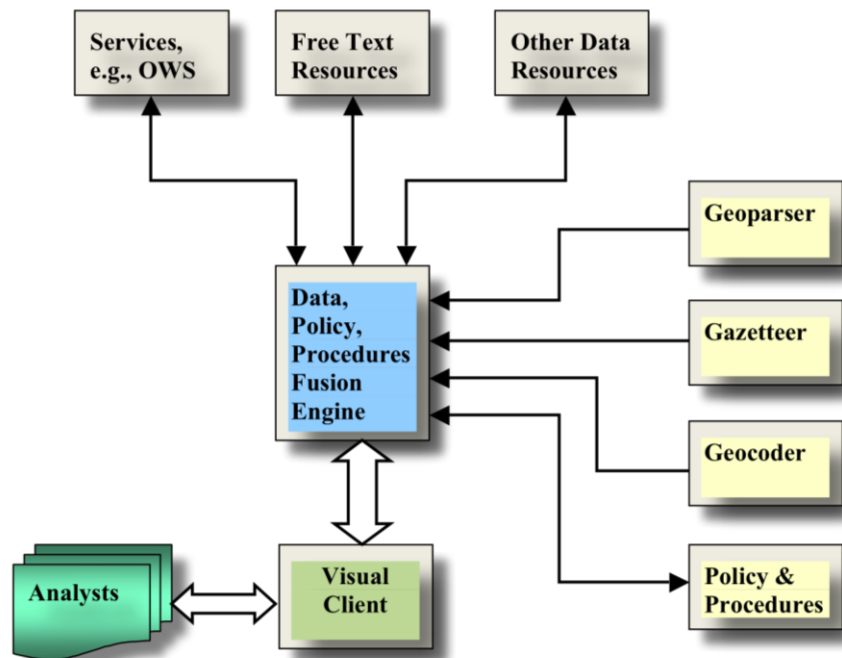 Services,
e.g., OWS
Free Text
Resources
Other Data
Resources
Geoparser
Data,
Policy,
Procedures
Fusion
Engine
Gazetteer
Geocoder
Analysts
Visual
Client
Policy &
Procedures